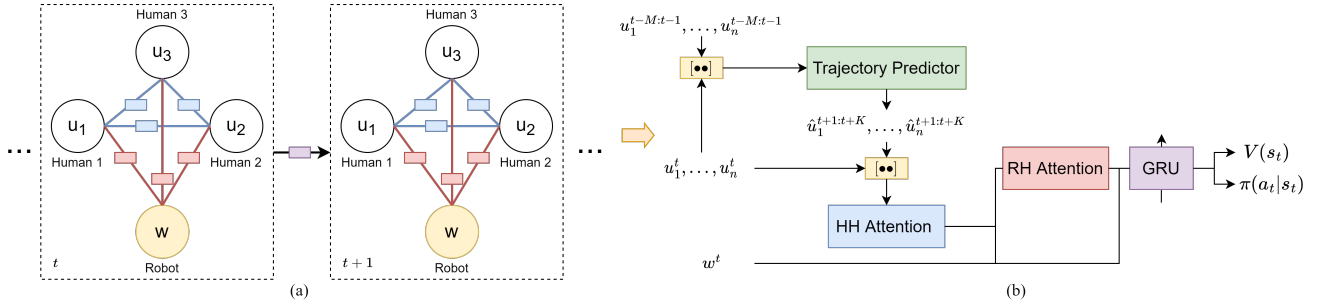 Human 3
u3
u1
Human 1
u2
Human 2
w
Robot
t
...
Human 3
u3
u1
Human 1
u2
Human 2
w
Robot
t + 1
...
(a)
u_1^{t-M:t-1}, . . . , u_n^{t-M:t-1}
[●●]
Trajectory Predictor
û_1^{t+1:t+K}, . . . , û_n^{t+1:t+K}
u_1^t, . . . , u_n^t
[●●]
HH Attention
RH Attention
GRU
V(s_t)
π(a_t|s_t)
w^t
(b)